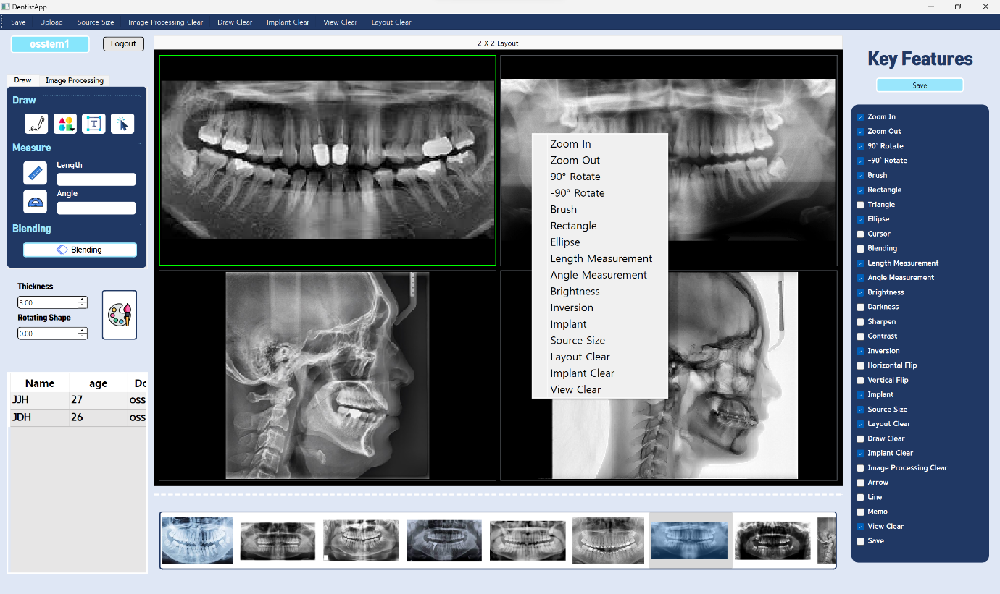 DentistApp
Save Upload Source Size Image Processing Clear Draw Clear Implant Clear View Clear Layout Clear
osstem1 Logout
Draw Image Processing
Draw
T
Measure
Length
Angle
Blending
Blending
Thickness
3.00
Rotating Shape
0.00
Name age Do
JJH 27 oss
JDH 26 oss
2 X 2 Layout
Zoom In
Zoom Out
90° Rotate
-90° Rotate
Brush
Rectangle
Ellipse
Length Measurement
Angle Measurement
Brightness
Inversion
Implant
Source Size
Layout Clear
Implant Clear
View Clear
Key Features
Save
Zoom In
Zoom Out
90° Rotate
-90° Rotate
Brush
Rectangle
Triangle
Ellipse
Cursor
Blending
Length Measurement
Angle Measurement
Brightness
Darkness
Sharpen
Contrast
Inversion
Horizontal Flip
Vertical Flip
Implant
Source Size
Layout Clear
Draw Clear
Implant Clear
Image Processing Clear
Arrow
Line
Memo
View Clear
Save